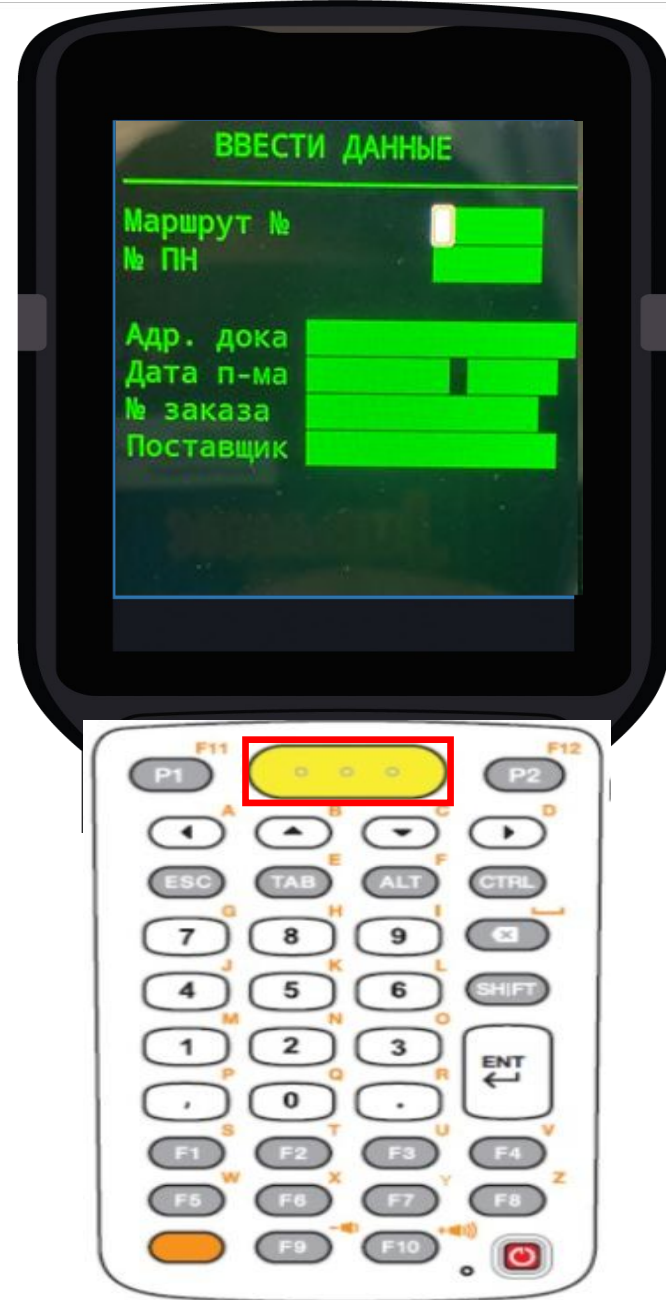 ВВЕСТИ ДАННЫЕ
Маршрут №
№ ПН
Адр. дока
Дата п-ма
№ заказа
Поставщик
F11 F12
P1 P2
A B C D
E F
ESC TAB ALT CTRL
G H I
7 8 9
J K L
4 5 6 SHIFT
M N O
1 2 3 ENT
P Q R
, 0 .
S T U V
F1 F2 F3 F4
W X Y Z
F5 F6 F7 F8
F9 F10